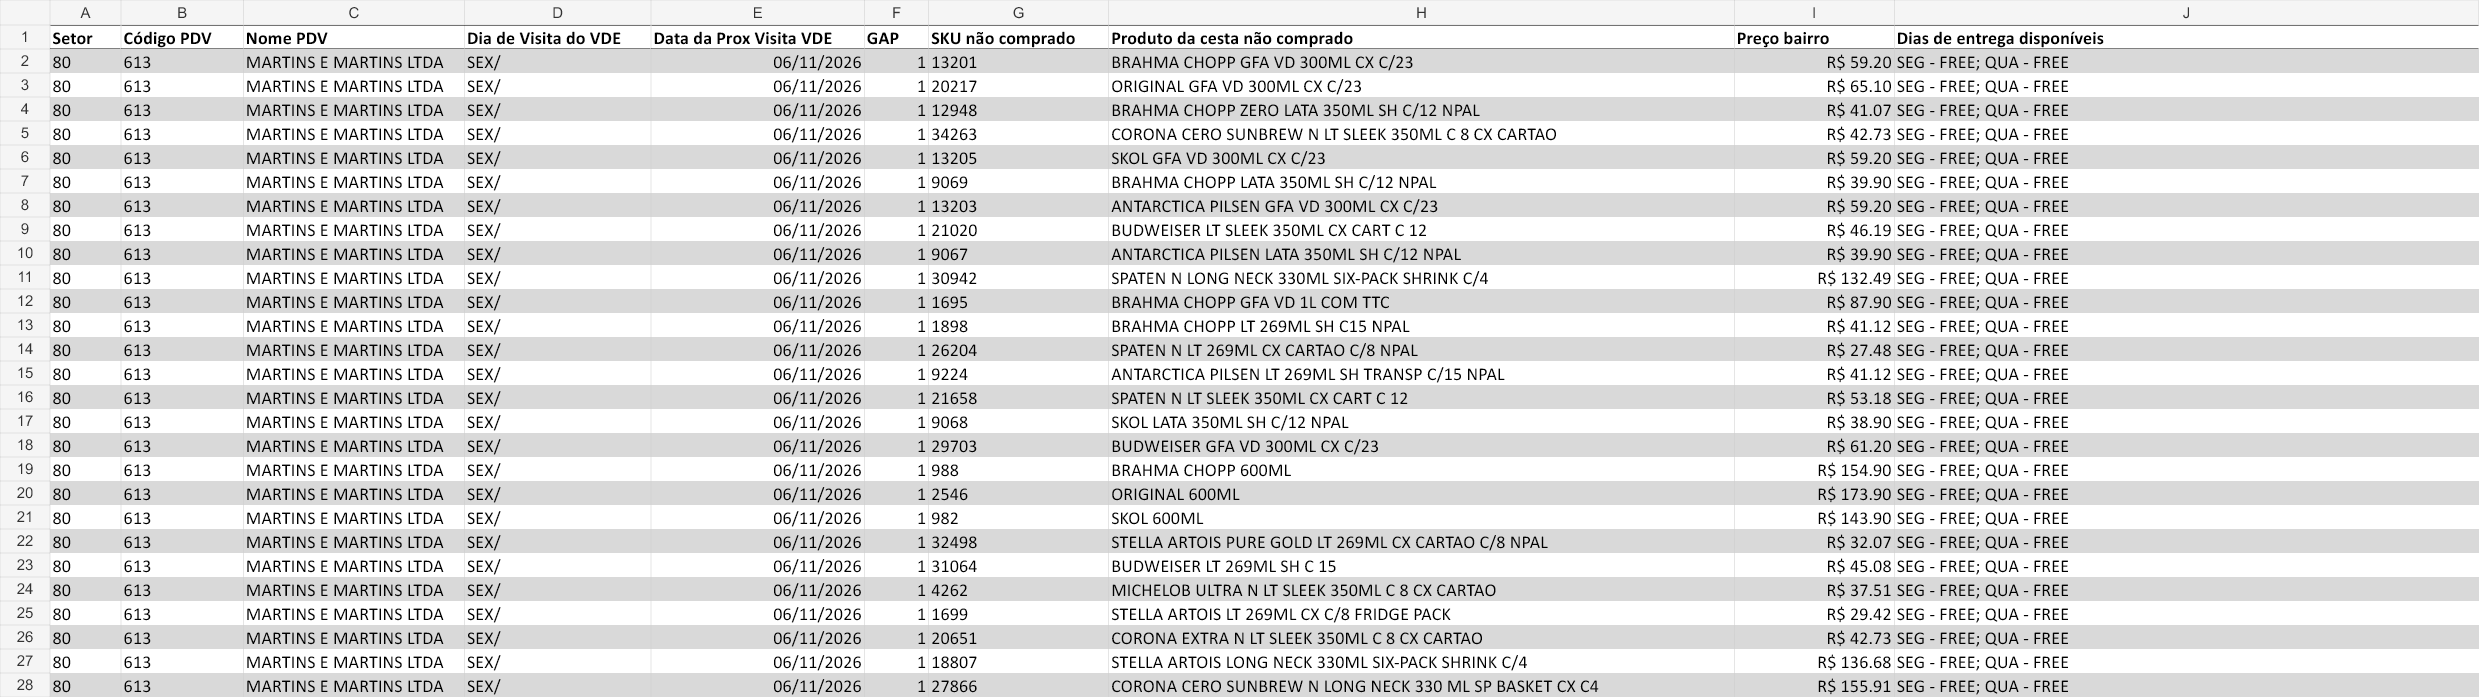 A B C D E F G H I J
1 Setor Código PDV Nome PDV Dia de Visita do VDE Data da Prox Visita VDE GAP SKU não comprado Produto da cesta não comprado Preço bairro Dias de entrega disponíveis
2 80 613 MARTINS E MARTINS LTDA SEX/ 06/11/2026 1 13201 BRAHMA CHOPP GFA VD 300ML CX C/23 R$ 59.20 SEG - FREE; QUA - FREE
3 80 613 MARTINS E MARTINS LTDA SEX/ 06/11/2026 1 20217 ORIGINAL GFA VD 300ML CX C/23 R$ 65.10 SEG - FREE; QUA - FREE
4 80 613 MARTINS E MARTINS LTDA SEX/ 06/11/2026 1 12948 BRAHMA CHOPP ZERO LATA 350ML SH C/12 NPAL R$ 41.07 SEG - FREE; QUA - FREE
5 80 613 MARTINS E MARTINS LTDA SEX/ 06/11/2026 1 34263 CORONA CERO SUNBREW N LT SLEEK 350ML C 8 CX CARTAO R$ 42.73 SEG - FREE; QUA - FREE
6 80 613 MARTINS E MARTINS LTDA SEX/ 06/11/2026 1 13205 SKOL GFA VD 300ML CX C/23 R$ 59.20 SEG - FREE; QUA - FREE
7 80 613 MARTINS E MARTINS LTDA SEX/ 06/11/2026 1 9069 BRAHMA CHOPP LATA 350ML SH C/12 NPAL R$ 39.90 SEG - FREE; QUA - FREE
8 80 613 MARTINS E MARTINS LTDA SEX/ 06/11/2026 1 13203 ANTARCTICA PILSEN GFA VD 300ML CX C/23 R$ 59.20 SEG - FREE; QUA - FREE
9 80 613 MARTINS E MARTINS LTDA SEX/ 06/11/2026 1 21020 BUDWEISER LT SLEEK 350ML CX CART C 12 R$ 46.19 SEG - FREE; QUA - FREE
10 80 613 MARTINS E MARTINS LTDA SEX/ 06/11/2026 1 9067 ANTARCTICA PILSEN LATA 350ML SH C/12 NPAL R$ 39.90 SEG - FREE; QUA - FREE
11 80 613 MARTINS E MARTINS LTDA SEX/ 06/11/2026 1 30942 SPATEN N LONG NECK 330ML SIX-PACK SHRINK C/4 R$ 132.49 SEG - FREE; QUA - FREE
12 80 613 MARTINS E MARTINS LTDA SEX/ 06/11/2026 1 1695 BRAHMA CHOPP GFA VD 1L COM TTC R$ 87.90 SEG - FREE; QUA - FREE
13 80 613 MARTINS E MARTINS LTDA SEX/ 06/11/2026 1 1898 BRAHMA CHOPP LT 269ML SH C15 NPAL R$ 41.12 SEG - FREE; QUA - FREE
14 80 613 MARTINS E MARTINS LTDA SEX/ 06/11/2026 1 26204 SPATEN N LT 269ML CX CARTAO C/8 NPAL R$ 27.48 SEG - FREE; QUA - FREE
15 80 613 MARTINS E MARTINS LTDA SEX/ 06/11/2026 1 9224 ANTARCTICA PILSEN LT 269ML SH TRANSP C/15 NPAL R$ 41.12 SEG - FREE; QUA - FREE
16 80 613 MARTINS E MARTINS LTDA SEX/ 06/11/2026 1 21658 SPATEN N LT SLEEK 350ML CX CART C 12 R$ 53.18 SEG - FREE; QUA - FREE
17 80 613 MARTINS E MARTINS LTDA SEX/ 06/11/2026 1 9068 SKOL LATA 350ML SH C/12 NPAL R$ 38.90 SEG - FREE; QUA - FREE
18 80 613 MARTINS E MARTINS LTDA SEX/ 06/11/2026 1 29703 BUDWEISER GFA VD 300ML CX C/23 R$ 61.20 SEG - FREE; QUA - FREE
19 80 613 MARTINS E MARTINS LTDA SEX/ 06/11/2026 1 988 BRAHMA CHOPP 600ML R$ 154.90 SEG - FREE; QUA - FREE
20 80 613 MARTINS E MARTINS LTDA SEX/ 06/11/2026 1 2546 ORIGINAL 600ML R$ 173.90 SEG - FREE; QUA - FREE
21 80 613 MARTINS E MARTINS LTDA SEX/ 06/11/2026 1 982 SKOL 600ML R$ 143.90 SEG - FREE; QUA - FREE
22 80 613 MARTINS E MARTINS LTDA SEX/ 06/11/2026 1 32498 STELLA ARTOIS PURE GOLD LT 269ML CX CARTAO C/8 NPAL R$ 32.07 SEG - FREE; QUA - FREE
23 80 613 MARTINS E MARTINS LTDA SEX/ 06/11/2026 1 31064 BUDWEISER LT 269ML SH C 15 R$ 45.08 SEG - FREE; QUA - FREE
24 80 613 MARTINS E MARTINS LTDA SEX/ 06/11/2026 1 4262 MICHELOB ULTRA N LT SLEEK 350ML C 8 CX CARTAO R$ 37.51 SEG - FREE; QUA - FREE
25 80 613 MARTINS E MARTINS LTDA SEX/ 06/11/2026 1 1699 STELLA ARTOIS LT 269ML CX C/8 FRIDGE PACK R$ 29.42 SEG - FREE; QUA - FREE
26 80 613 MARTINS E MARTINS LTDA SEX/ 06/11/2026 1 20651 CORONA EXTRA N LT SLEEK 350ML C 8 CX CARTAO R$ 42.73 SEG - FREE; QUA - FREE
27 80 613 MARTINS E MARTINS LTDA SEX/ 06/11/2026 1 18807 STELLA ARTOIS LONG NECK 330ML SIX-PACK SHRINK C/4 R$ 136.68 SEG - FREE; QUA - FREE
28 80 613 MARTINS E MARTINS LTDA SEX/ 06/11/2026 1 27866 CORONA CERO SUNBREW N LONG NECK 330 ML SP BASKET CX C4 R$ 155.91 SEG - FREE; QUA - FREE